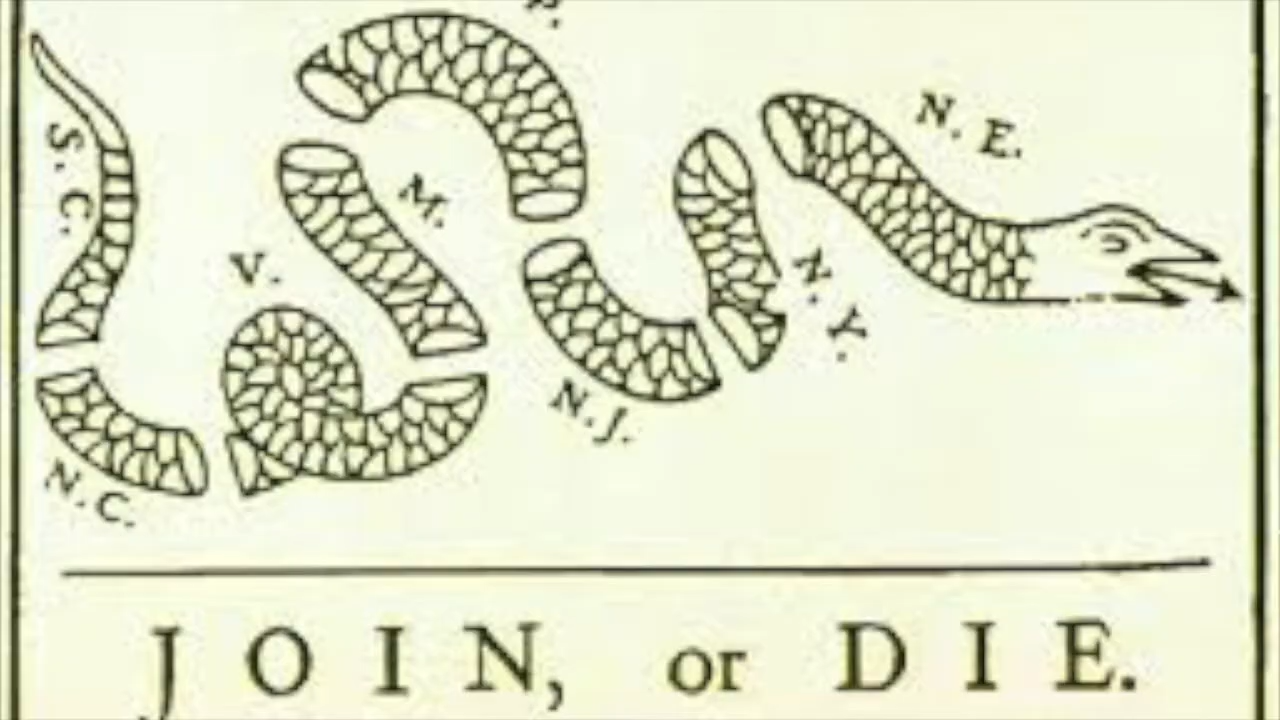 P.
S. C.
N. E.
M.
V.
N. Y.
N.J.
N.C.
JOIN, or DIE.